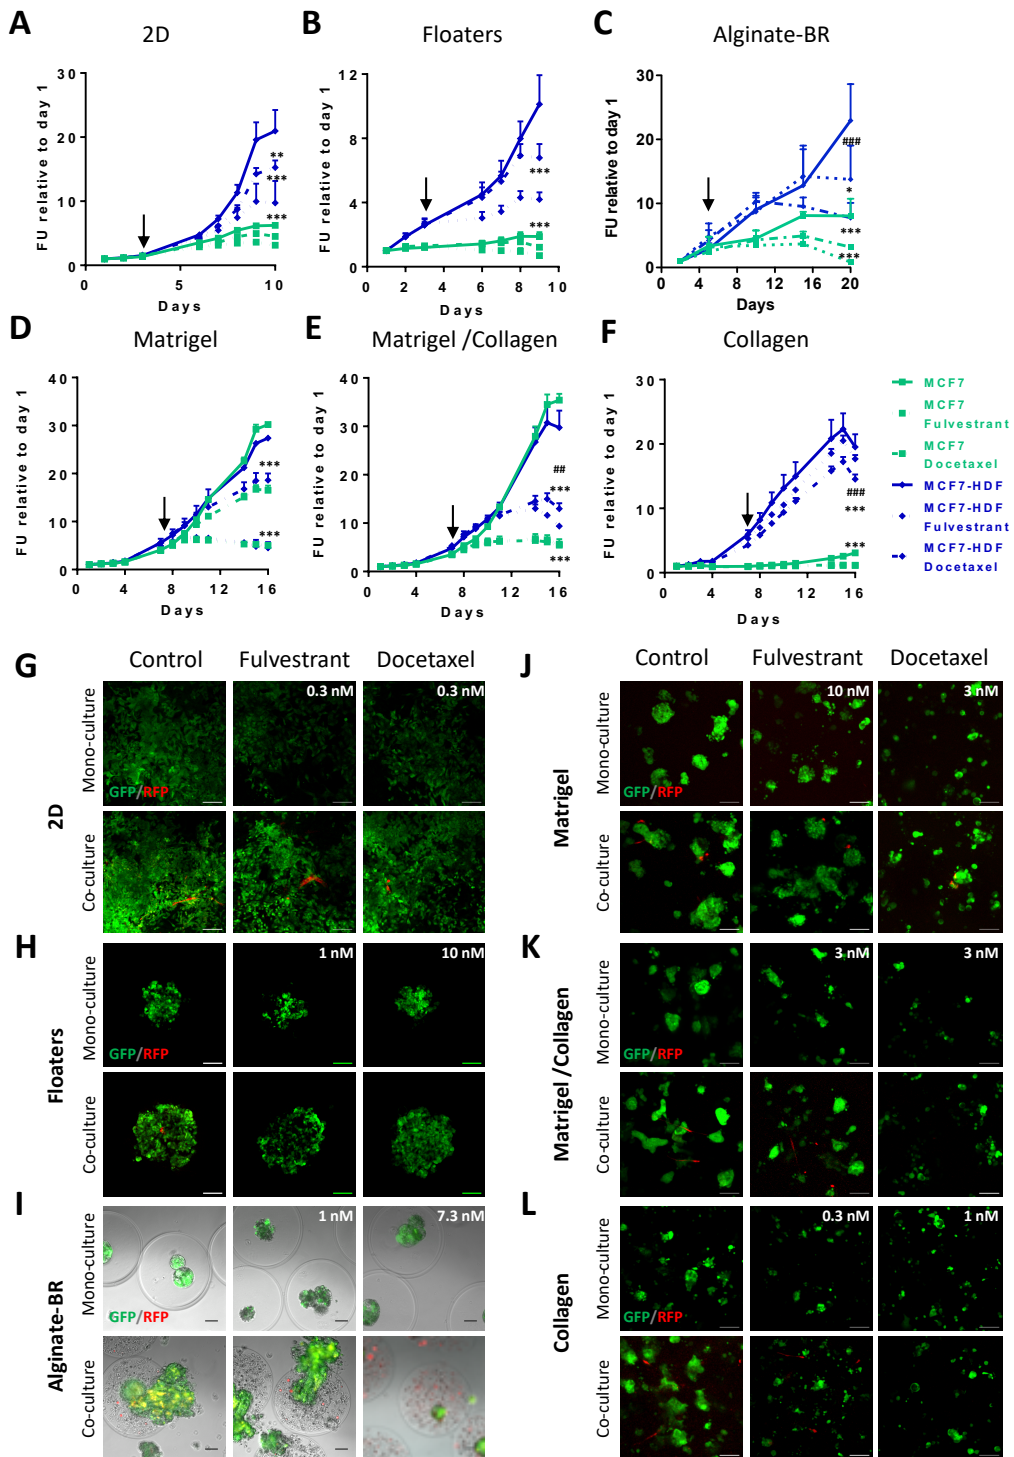 A
2D
FU relative to day 1
30
20
10
0
0
5
10
Days
**
***
***
B
Floaters
FU relative to day 1
12
8
4
0
0
2
4
6
8
10
Days
***
***
C
Alginate-BR
FU relative to day 1
30
20
10
0
0
4
8
12
16
20
Days
###
*
***
***
D
Matrigel
FU relative to day 1
40
30
20
10
0
0
4
8
12
16
Days
***
***
E
Matrigel /Collagen
FU relative to day 1
40
30
20
10
0
0
4
8
12
16
Days
##
***
***
F
Collagen
FU relative to day 1
30
20
10
0
0
4
8
12
16
Days
###
***
***
MCF7
MCF7
Fulvestrant
MCF7
Docetaxel
MCF7-HDF
MCF7-HDF
Fulvestrant
MCF7-HDF
Docetaxel
G
Control
Fulvestrant
Docetaxel
2D
Mono-culture
GFP/RFP
0.3 nM
0.3 nM
Co-culture
H
Floaters
Mono-culture
GFP/RFP
1 nM
10 nM
Co-culture
I
Alginate-BR
Mono-culture
GFP/RFP
1 nM
7.3 nM
Co-culture
J
Control
Fulvestrant
Docetaxel
Matrigel
Mono-culture
GFP/RFP
10 nM
3 nM
Co-culture
K
Matrigel /Collagen
Mono-culture
GFP/RFP
3 nM
3 nM
Co-culture
L
Collagen
Mono-culture
GFP/RFP
0.3 nM
1 nM
Co-culture